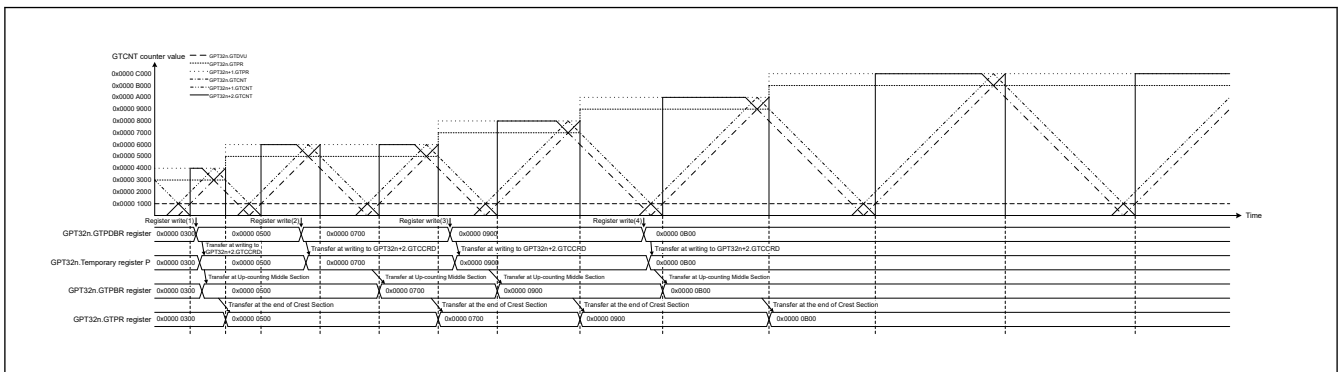 GTCNT counter value
GPT32n.GTDVU
GPT32n.GTPR
GPT32n+1.GTPR
GPT32n.GTCNT
GPT32n+1.GTCNT
GPT32n+2.GTCNT
0x0000 C000
0x0000 B000
0x0000 A000
0x0000 9000
0x0000 8000
0x0000 7000
0x0000 6000
0x0000 5000
0x0000 4000
0x0000 3000
0x0000 2000
0x0000 1000
Time
Register write(1) Register write(2) Register write(3) Register write(4)
GPT32n.GTPDBR register 0x0000 0300 0x0000 0500 0x0000 0700 0x0000 0900 0x0000 0B00
Transfer at writing to GPT32n+2.GTCCRD Transfer at writing to GPT32n+2.GTCCRD Transfer at writing to GPT32n+2.GTCCRD Transfer at writing to GPT32n+2.GTCCRD
GPT32n.Temporary register P 0x0000 0300 0x0000 0500 0x0000 0700 0x0000 0900 0x0000 0B00
Transfer at Up-counting Middle Section Transfer at Up-counting Middle Section Transfer at Up-counting Middle Section Transfer at Up-counting Middle Section
GPT32n.GTPBR register 0x0000 0300 0x0000 0500 0x0000 0700 0x0000 0900 0x0000 0B00
Transfer at the end of Crest Section Transfer at the end of Crest Section Transfer at the end of Crest Section Transfer at the end of Crest Section
GPT32n.GTPR register 0x0000 0300 0x0000 0500 0x0000 0700 0x0000 0900 0x0000 0B00